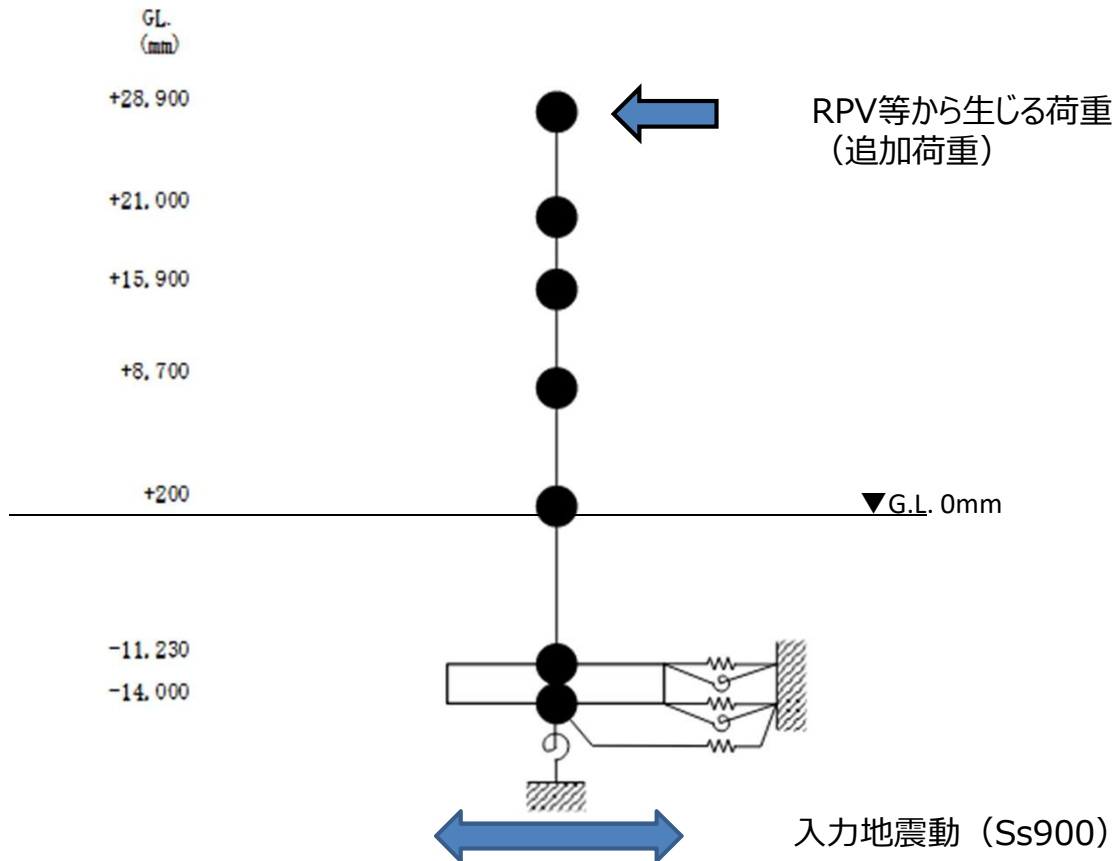 GL.
(mm)
+28,900
RPV等から生じる荷重
（追加荷重）
+21,000
+15,900
+8,700
+200
▼G.L. 0mm
-11,230
-14,000
入力地震動（Ss900）